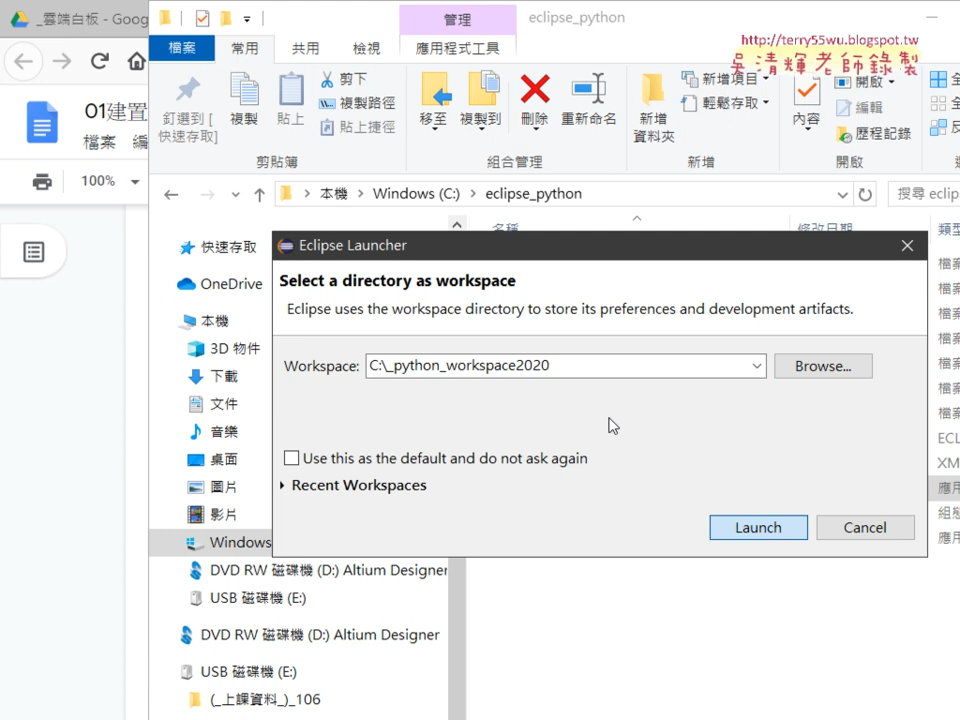 _雲端白板 - Goog
管理
eclipse_python
http://terry55wu.blogspot.tw
吳清輝老師錄製
檔案
常用
共用
檢視
應用程式工具
01建置
檔案
編
100%
釘選到 [
快速存取]
複製
貼上
剪下
複製路徑
貼上捷徑
剪貼簿
移至
複製到
刪除
重新命名
組合管理
新增
資料夾
新增項目
輕鬆存取
新增
內容
開啟
編輯
歷程記錄
開啟
全
全
反
本機
Windows (C:)
eclipse_python
搜尋 eclip
名稱
修改日期
類型
快速存取
OneDrive
本機
3D 物件
下載
文件
音樂
桌面
圖片
影片
Windows
DVD RW 磁碟機 (D:) Altium Designer
USB 磁碟機 (E:)
DVD RW 磁碟機 (D:) Altium Designer
USB 磁碟機 (E:)
(_上課資料_)_106
Eclipse Launcher
Select a directory as workspace
Eclipse uses the workspace directory to store its preferences and development artifacts.
Workspace:
C:\_python_workspace2020
Browse...
Use this as the default and do not ask again
Recent Workspaces
Launch
Cancel
檔案
檔案
檔案
檔案
檔案
檔案
檔案
ECL
XM
應用
組態
應用